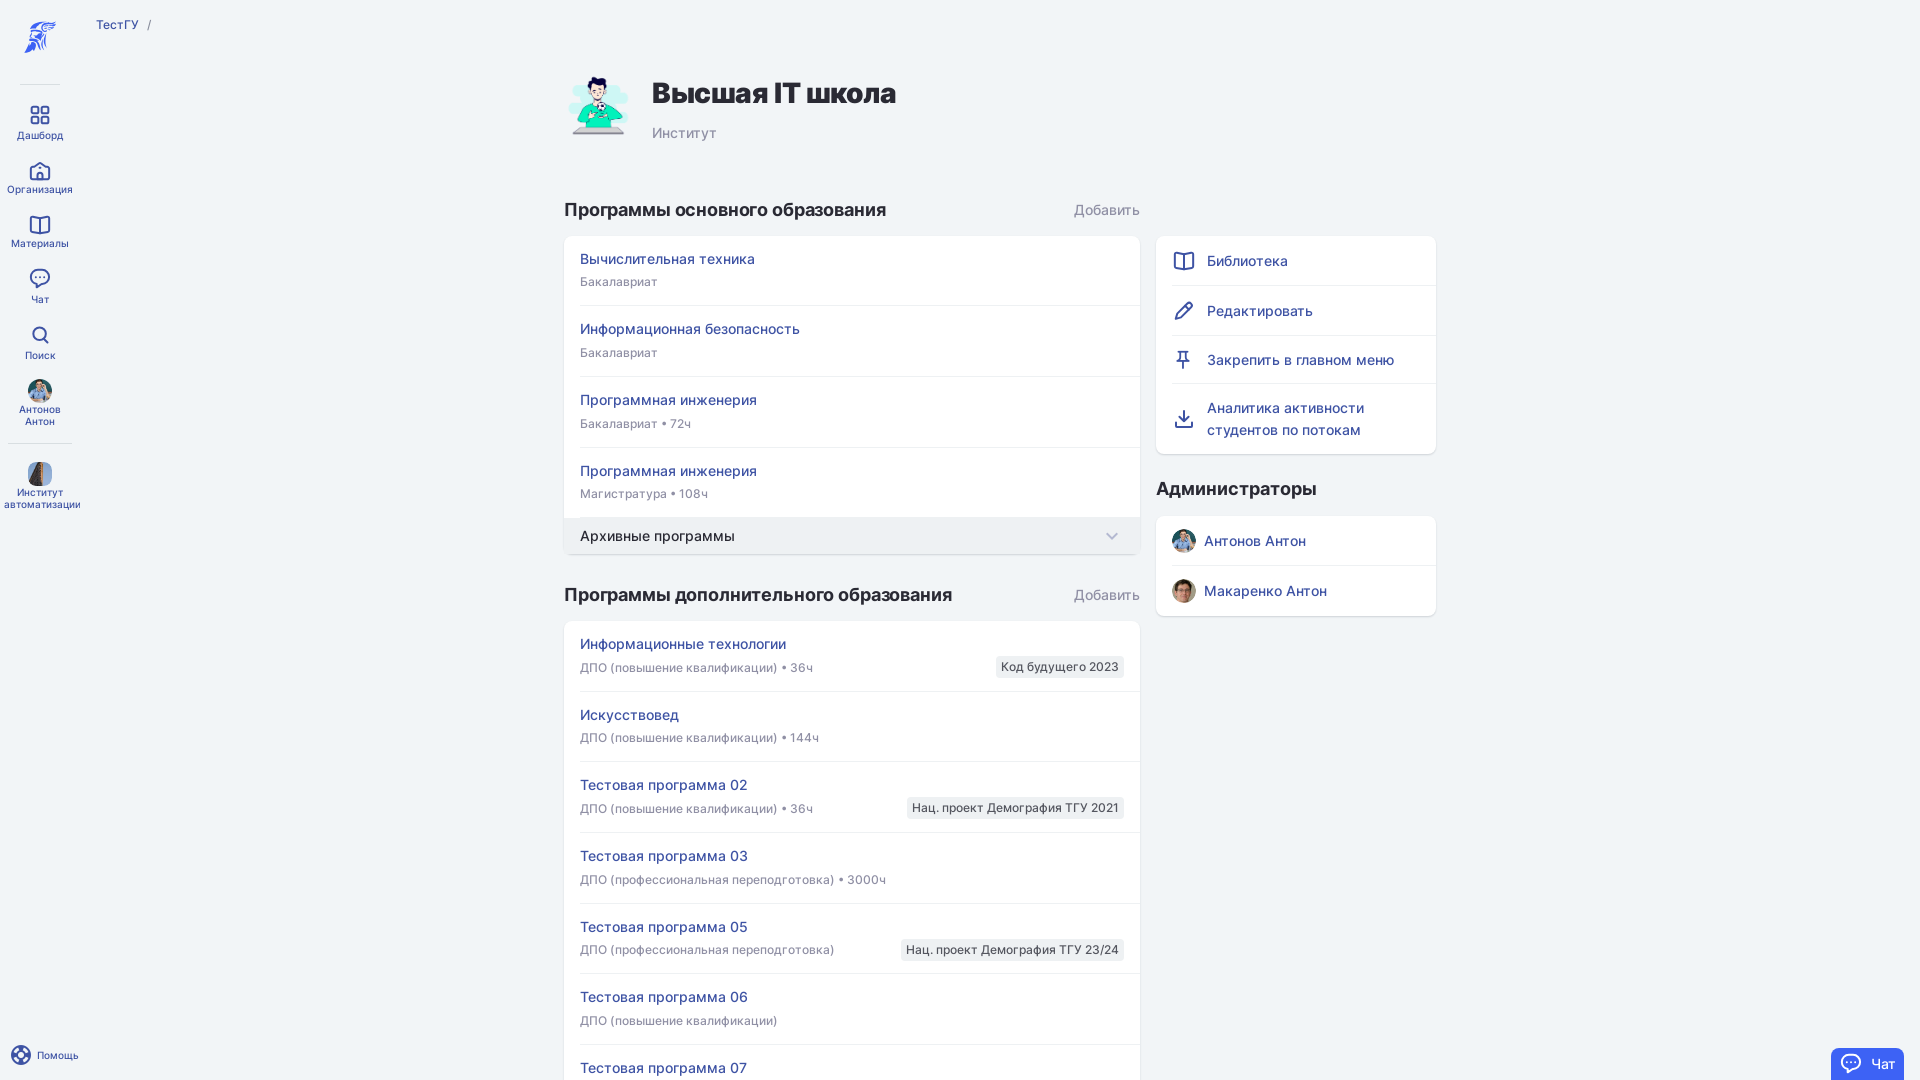 ТестГУ /
Дашборд
Организация
Материалы
Чат
Поиск
Антонов
Антон
Институт
автоматизации
Помощь
Высшая IT школа
Институт
Программы основного образования
Добавить
Вычислительная техника
Бакалавриат
Информационная безопасность
Бакалавриат
Программная инженерия
Бакалавриат • 72ч
Программная инженерия
Магистратура • 108ч
Архивные программы
Программы дополнительного образования
Добавить
Информационные технологии
ДПО (повышение квалификации) • 36ч
Код будущего 2023
Искусствовед
ДПО (повышение квалификации) • 144ч
Тестовая программа 02
ДПО (повышение квалификации) • 36ч
Нац. проект Демография ТГУ 2021
Тестовая программа 03
ДПО (профессиональная переподготовка) • 3000ч
Тестовая программа 05
ДПО (профессиональная переподготовка)
Нац. проект Демография ТГУ 23/24
Тестовая программа 06
ДПО (повышение квалификации)
Тестовая программа 07
Библиотека
Редактировать
Закрепить в главном меню
Аналитика активности
студентов по потокам
Администраторы
Антонов Антон
Макаренко Антон
Чат